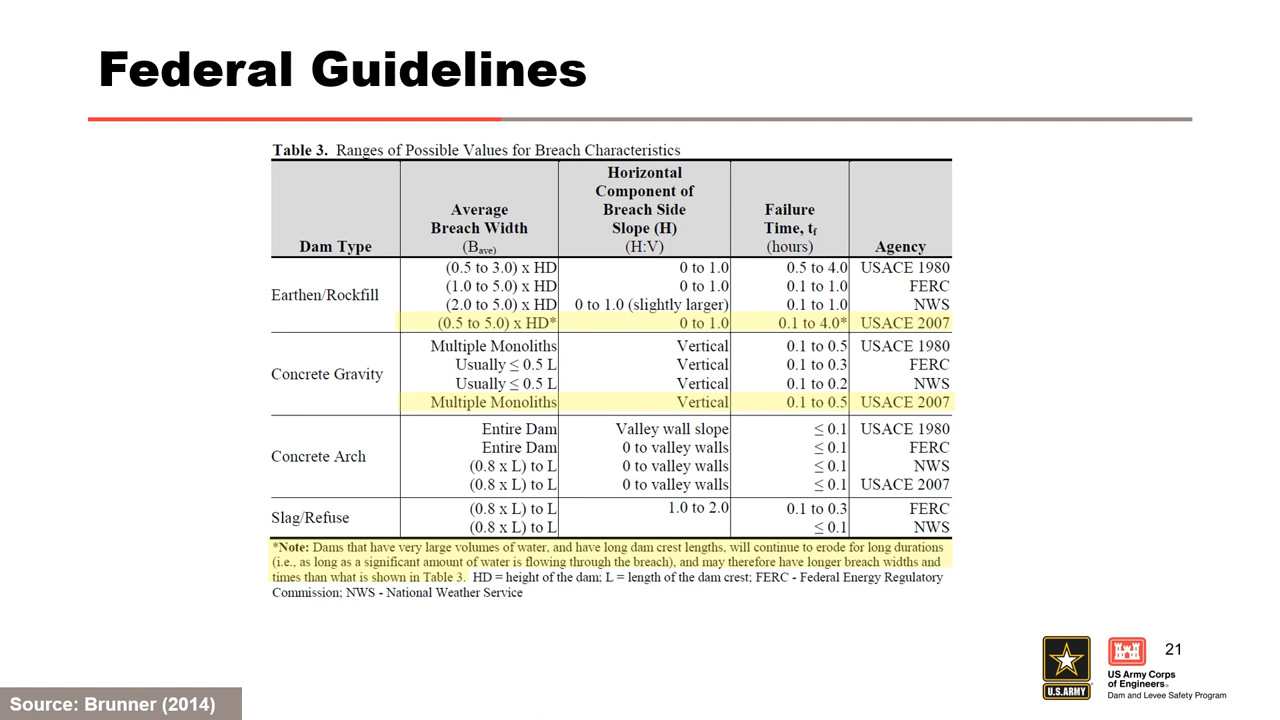 Federal Guidelines
Table 3. Ranges of Possible Values for Breach Characteristics
Dam Type
Average
Breach Width
(Bave)
Horizontal
Component of
Breach Side
Slope (H)
(H:V)
Failure
Time, tf
(hours)
Agency
Earthen/Rockfill
(0.5 to 3.0) x HD 0 to 1.0 0.5 to 4.0 USACE 1980
(1.0 to 5.0) x HD 0 to 1.0 0.1 to 1.0 FERC
(2.0 to 5.0) x HD 0 to 1.0 (slightly larger) 0.1 to 1.0 NWS
(0.5 to 5.0) x HD* 0 to 1.0 0.1 to 4.0* USACE 2007
Concrete Gravity
Multiple Monoliths Vertical 0.1 to 0.5 USACE 1980
Usually ≤ 0.5 L Vertical 0.1 to 0.3 FERC
Usually ≤ 0.5 L Vertical 0.1 to 0.2 NWS
Multiple Monoliths Vertical 0.1 to 0.5 USACE 2007
Concrete Arch
Entire Dam Valley wall slope ≤ 0.1 USACE 1980
Entire Dam 0 to valley walls ≤ 0.1 FERC
(0.8 x L) to L 0 to valley walls ≤ 0.1 NWS
(0.8 x L) to L 0 to valley walls ≤ 0.1 USACE 2007
Slag/Refuse
(0.8 x L) to L 1.0 to 2.0 0.1 to 0.3 FERC
(0.8 x L) to L ≤ 0.1 NWS
*Note: Dams that have very large volumes of water, and have long dam crest lengths, will continue to erode for long durations
(i.e., as long as a significant amount of water is flowing through the breach), and may therefore have longer breach widths and
times than what is shown in Table 3. HD = height of the dam; L = length of the dam crest; FERC - Federal Energy Regulatory
Commission; NWS - National Weather Service
21
U.S.ARMY
US Army Corps
of Engineers®
Dam and Levee Safety Program
Source: Brunner (2014)